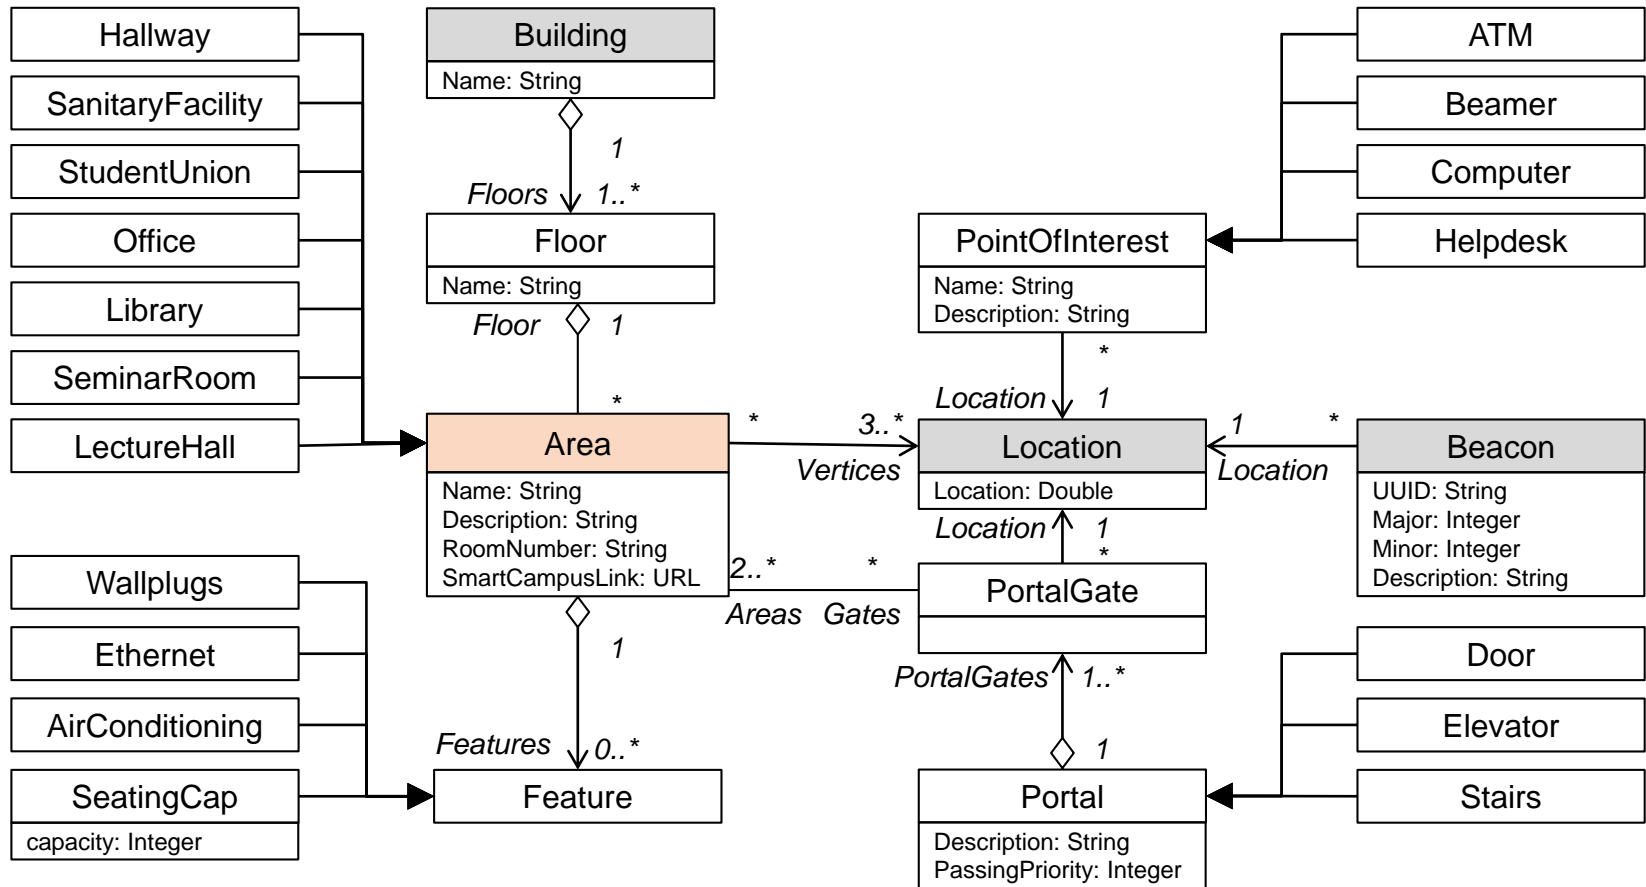 Hallway
SanitaryFacility
StudentUnion
Office
Library
SeminarRoom
LectureHall
Building
Name: String
1
Floors 1..*
Floor
Name: String
Floor 1
*
Area
Name: String
Description: String
RoomNumber: String
SmartCampusLink: URL
* 3..*
Vertices
2..* *
Areas Gates
1
Features 0..*
Feature
Wallplugs
Ethernet
AirConditioning
SeatingCap
capacity: Integer
PointOfInterest
Name: String
Description: String
*
Location 1
Location
Location: Double
Location 1
*
PortalGate
PortalGates 1..*
1
Portal
Description: String
PassingPriority: Integer
ATM
Beamer
Computer
Helpdesk
1 *
Location
Beacon
UUID: String
Major: Integer
Minor: Integer
Description: String
Door
Elevator
Stairs